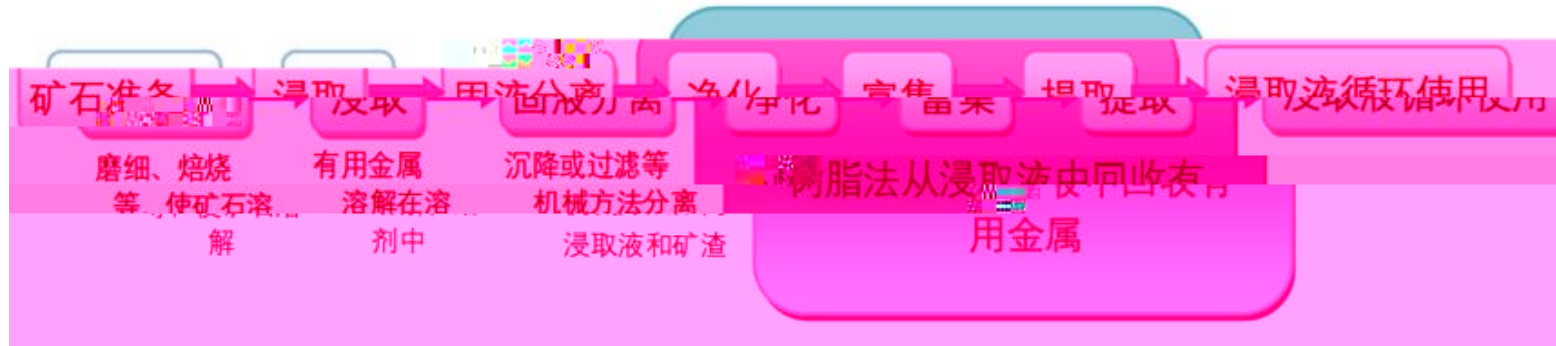 矿石准备
浸取
固液分离
净化
富集
提取
浸取液循环使用
磨细、焙烧
等，使矿石溶
解
有用金属
溶解在溶
剂中
沉降或过滤等
机械方法分离
浸取液和矿渣
树脂法从浸取液中回收有
用金属